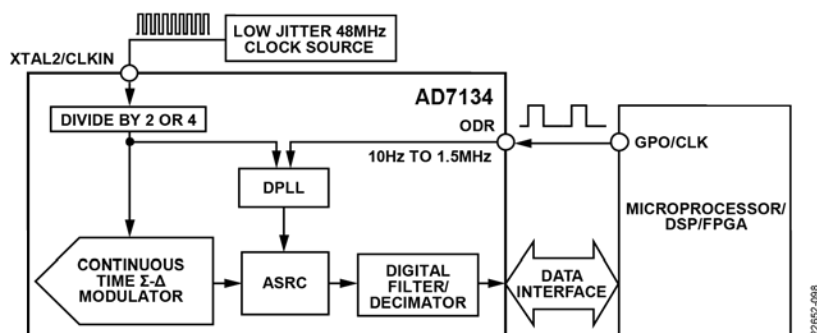 LOW JITTER 48MHz
CLOCK SOURCE
XTAL2/CLKIN
AD7134
DIVIDE BY 2 OR 4
ODR
GPO/CLK
10Hz TO 1.5MHz
DPLL
MICROPROCESSOR/
DSP/FPGA
CONTINUOUS
TIME Σ-Δ
MODULATOR
ASRC
DIGITAL
FILTER/
DECIMATOR
DATA
INTERFACE